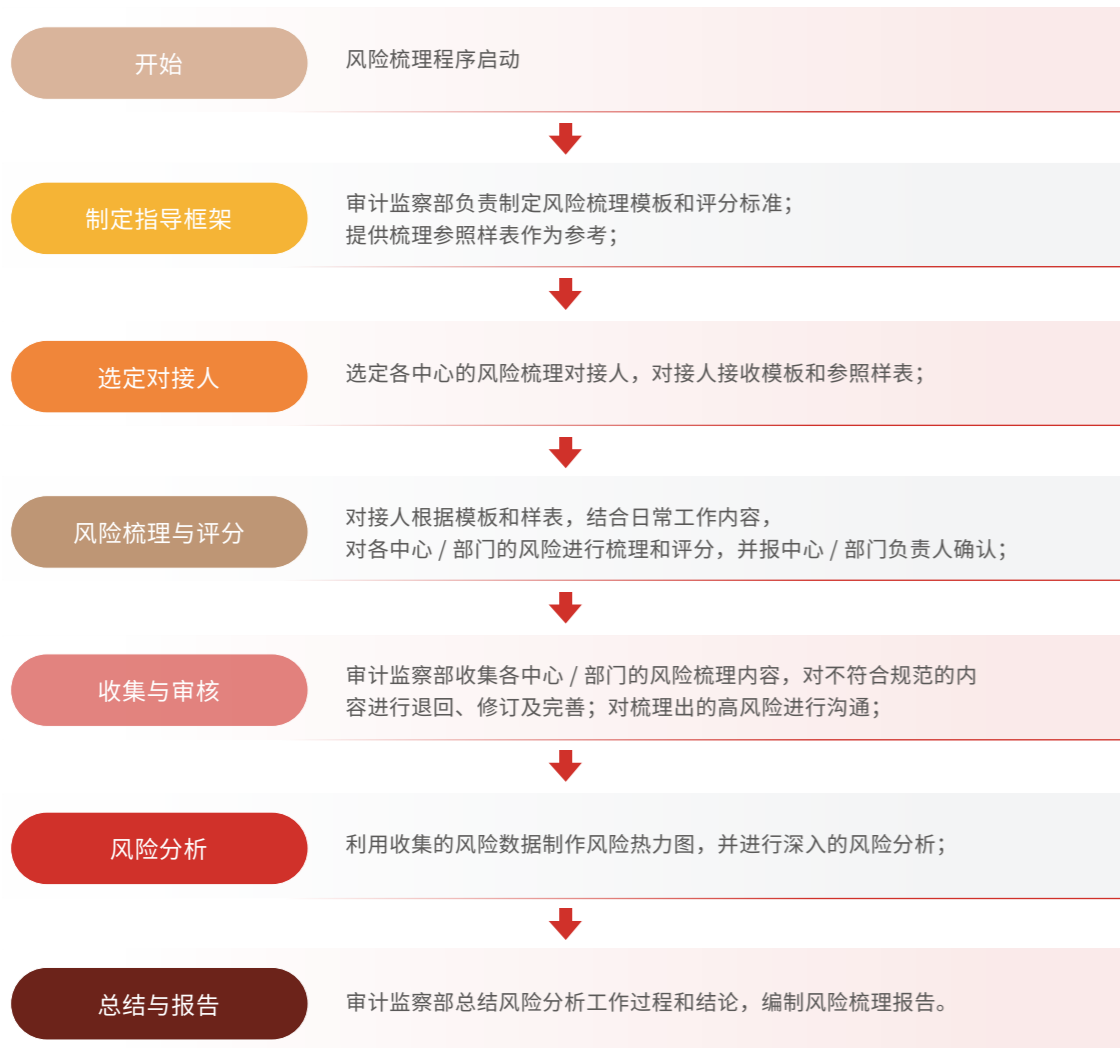 开始
风险梳理程序启动
制定指导框架
审计监察部负责制定风险梳理模板和评分标准；
提供梳理参照样表作为参考；
选定对接人
选定各中心的风险梳理对接人，对接人接收模板和参照样表；
风险梳理与评分
对接人根据模板和样表，结合日常工作内容，
对各中心 / 部门的风险进行梳理和评分，并报中心 / 部门负责人确认；
收集与审核
审计监察部收集各中心 / 部门的风险梳理内容，对不符合规范的内
容进行退回、修订及完善；对梳理出的高风险进行沟通；
风险分析
利用收集的风险数据制作风险热力图，并进行深入的风险分析；
总结与报告
审计监察部总结风险分析工作过程和结论，编制风险梳理报告。